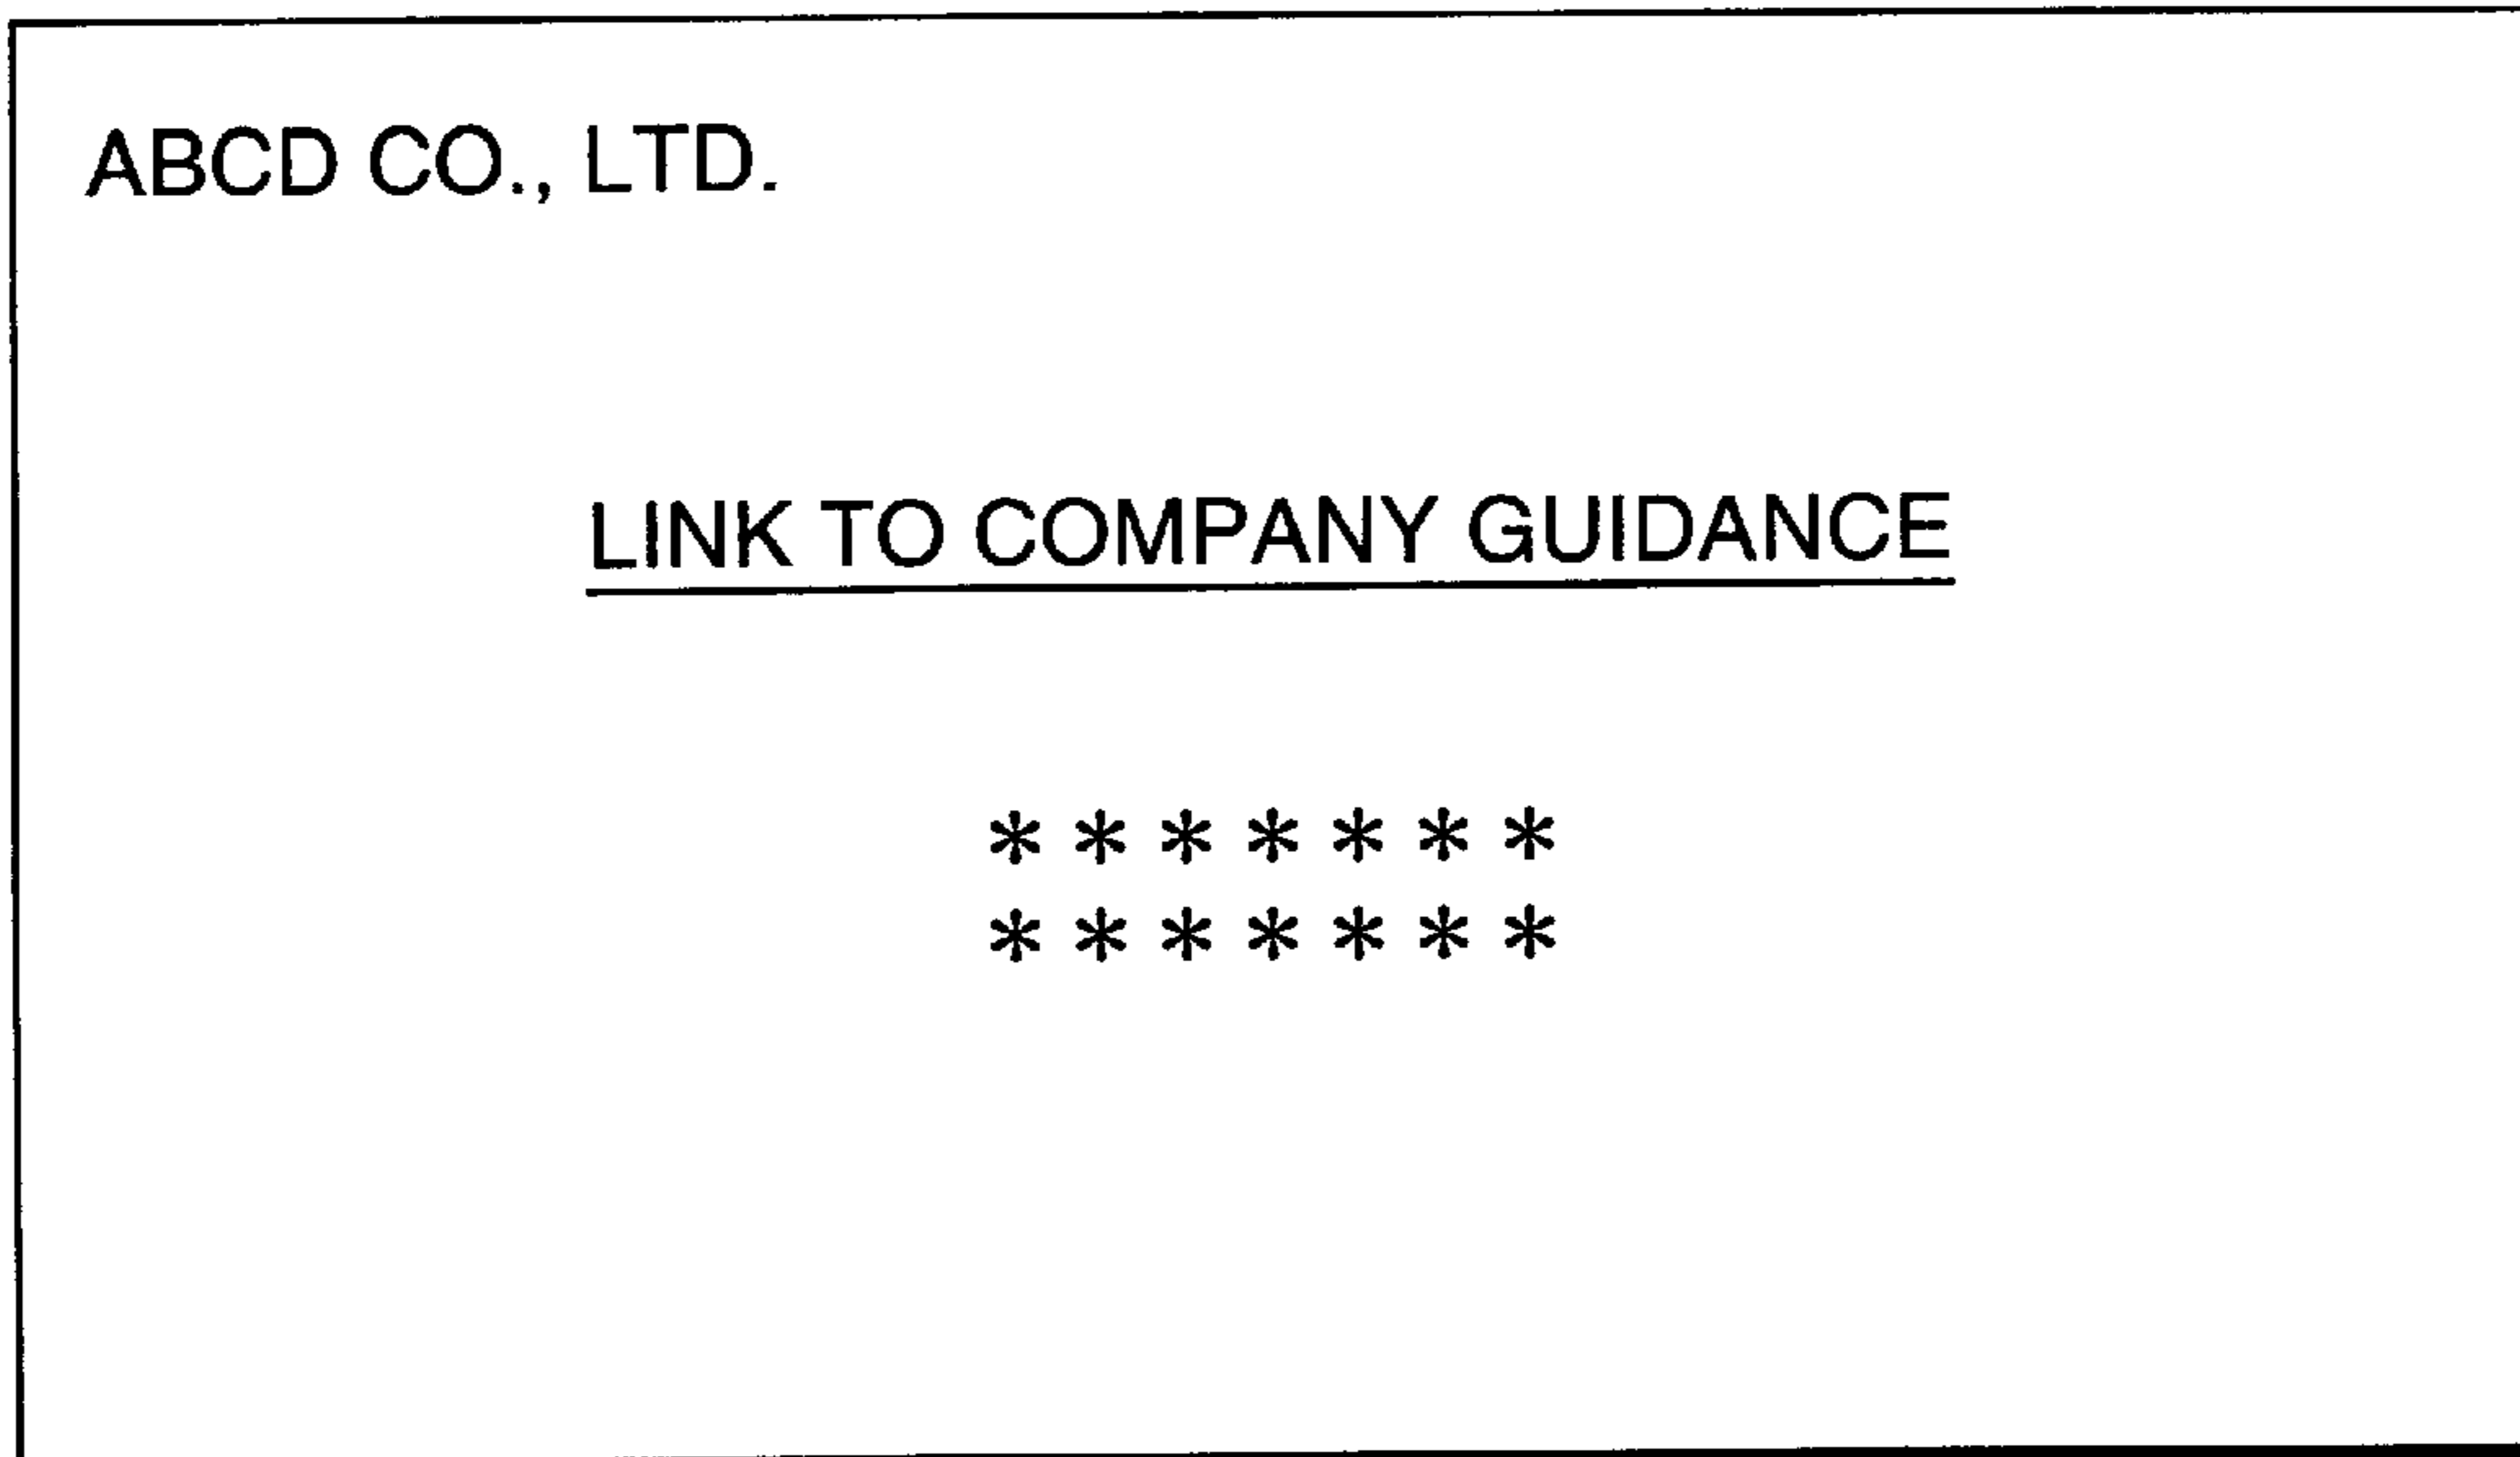 ABCD CO., LTD.
LINK TO COMPANY GUIDANCE
* * * * * * *
* * * * * * *